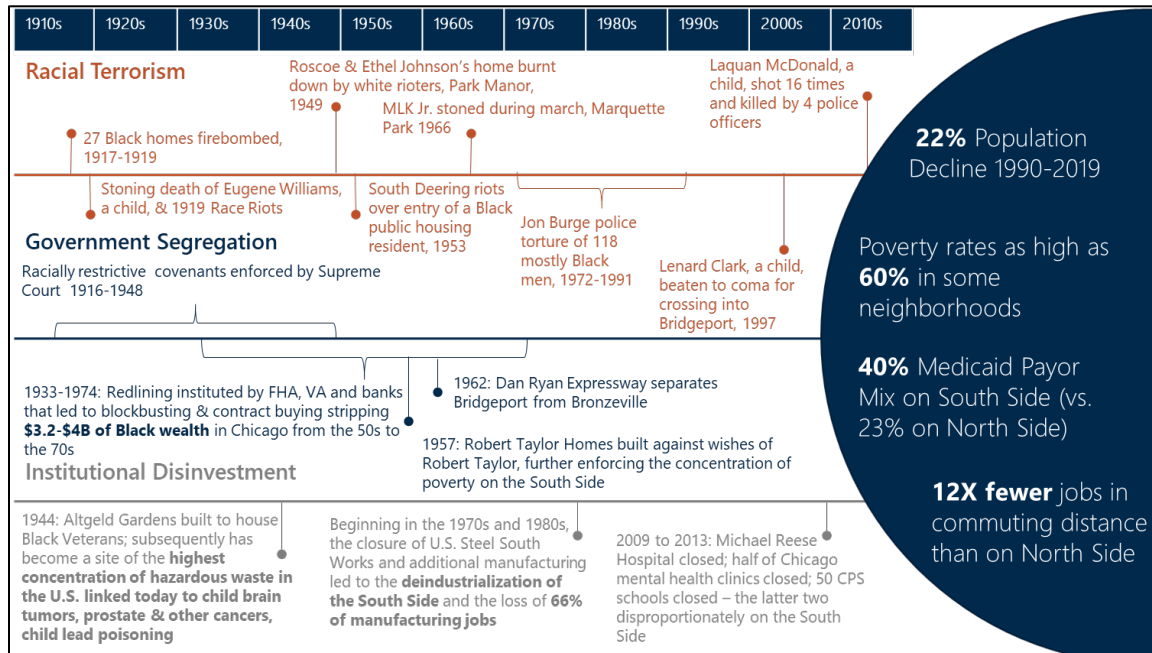 1910s 1920s 1930s 1940s 1950s 1960s 1970s 1980s 1990s 2000s 2010s
Racial Terrorism
27 Black homes firebombed,
1917-1919
Roscoe & Ethel Johnson's home burnt
down by white rioters, Park Manor,
1949
MLK Jr. stoned during march, Marquette
Park 1966
Laquan McDonald, a
child, shot 16 times
and killed by 4 police
officers
Stoning death of Eugene Williams,
a child, & 1919 Race Riots
South Deering riots
over entry of a Black
public housing
resident, 1953
Jon Burge police
torture of 118
mostly Black
men, 1972-1991
Lenard Clark, a child,
beaten to coma for
crossing into
Bridgeport, 1997
Government Segregation
Racially restrictive covenants enforced by Supreme
Court 1916-1948
1933-1974: Redlining instituted by FHA, VA and banks
that led to blockbusting & contract buying stripping
$3.2-$4B of Black wealth in Chicago from the 50s to
the 70s
1962: Dan Ryan Expressway separates
Bridgeport from Bronzeville
1957: Robert Taylor Homes built against wishes of
Robert Taylor, further enforcing the concentration of
poverty on the South Side
Institutional Disinvestment
1944: Altgeld Gardens built to house
Black Veterans; subsequently has
become a site of the highest
concentration of hazardous waste in
the U.S. linked today to child brain
tumors, prostate & other cancers,
child lead poisoning
Beginning in the 1970s and 1980s,
the closure of U.S. Steel South
Works and additional manufacturing
led to the deindustrialization of
the South Side and the loss of 66%
of manufacturing jobs
2009 to 2013: Michael Reese
Hospital closed; half of Chicago
mental health clinics closed; 50 CPS
schools closed – the latter two
disproportionately on the South
Side
22% Population
Decline 1990-2019
Poverty rates as high as
60% in some
neighborhoods
40% Medicaid Payor
Mix on South Side (vs.
23% on North Side)
12X fewer jobs in
commuting distance
than on North Side